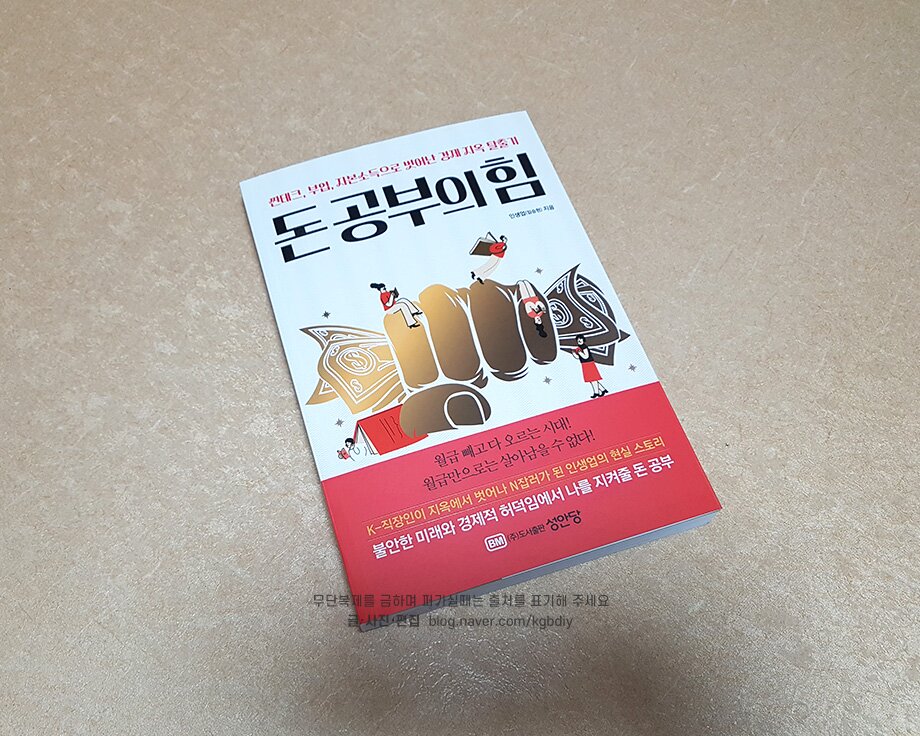 짠테크, 부업, 자본소득으로 벗어난 경제 지옥 탈출기
돈 공부의 힘
인생업(임승현) 지음
월급 빼고 다 오르는 시대!
월급만으로는 살아남을 수 없다!
K-직장인이 지옥에서 벗어나 N잡러가 된 인생업의 현실 스토리
불안한 미래와 경제적 허덕임에서 나를 지켜줄 돈 공부
BM (주)도서출판 성안당
무단복제를 금하며 퍼가실때는 출처를 표기해 주세요
글·사진·편집 blog.naver.com/kgbdiy